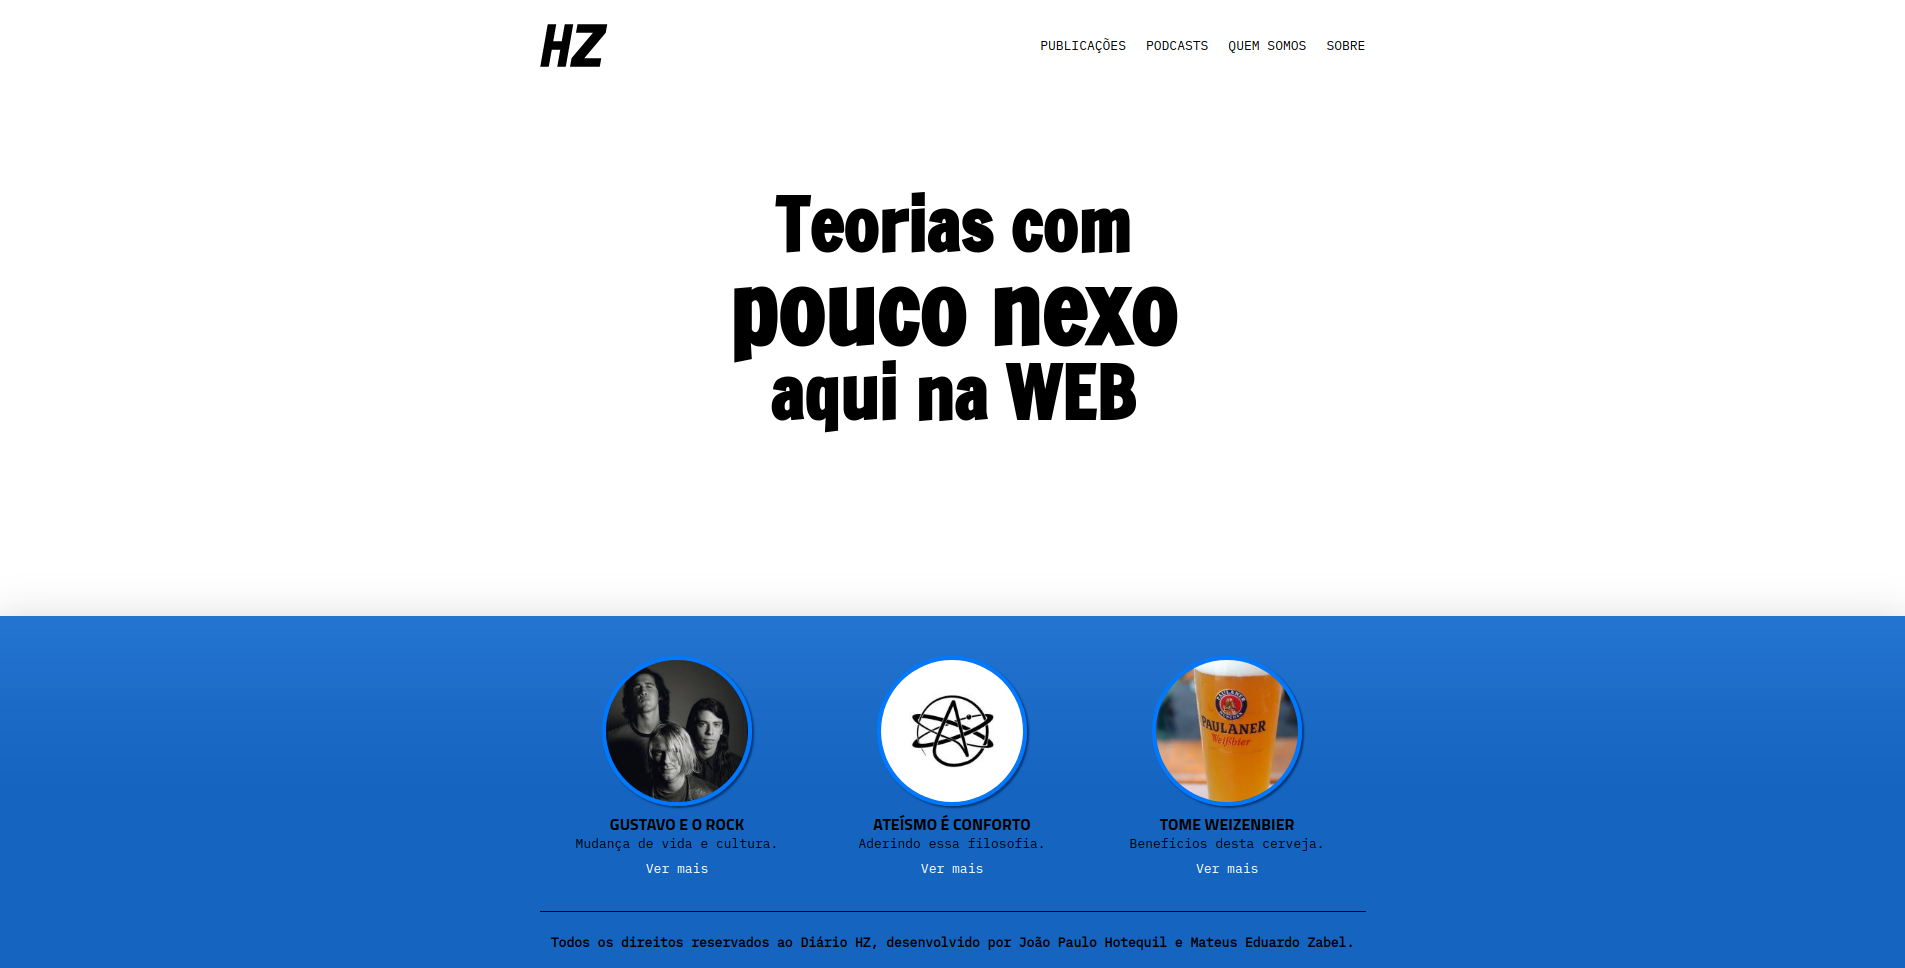 HZ
PUBLICAÇÕES PODCASTS QUEM SOMOS SOBRE
Teorias com
pouco nexo
aqui na WEB
PAULANER
PAULANER
Weißbier
GUSTAVO E O ROCK
Mudança de vida e cultura.
Ver mais
ATEÍSMO É CONFORTO
Aderindo essa filosofia.
Ver mais
TOME WEIZENBIER
Benefícios desta cerveja.
Ver mais
Todos os direitos reservados ao Diário HZ, desenvolvido por João Paulo Hotequil e Mateus Eduardo Zabel.